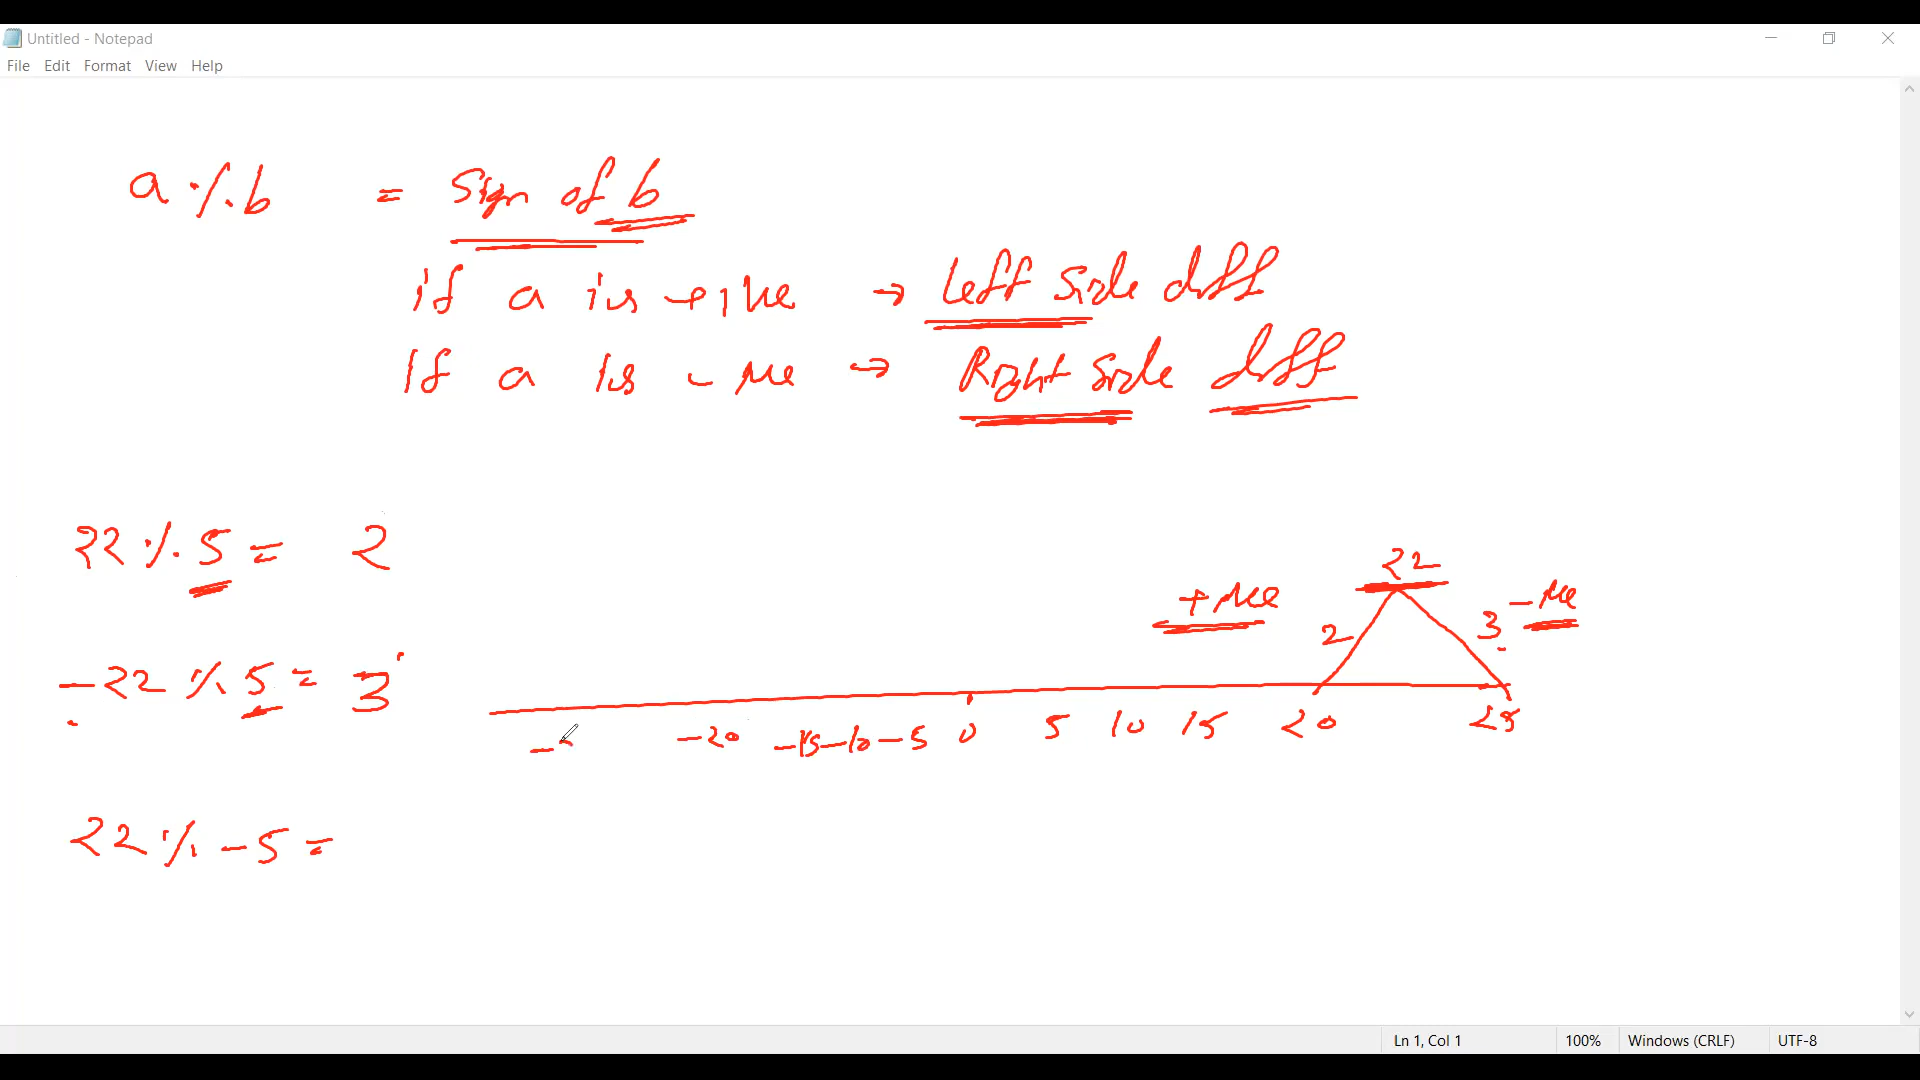 Untitled - Notepad
File Edit Format View Help
a % b = Sign of b
if a is +ve → Left Side diff
If a is -ve → Right Side diff
22 % 5 = 2
22
+ve 2 3 -ve
-22 % 5 = 3
-20 -15 -10 -5 0 5 10 15 20 25
22 % -5 =
Ln 1, Col 1 100% Windows (CRLF) UTF-8